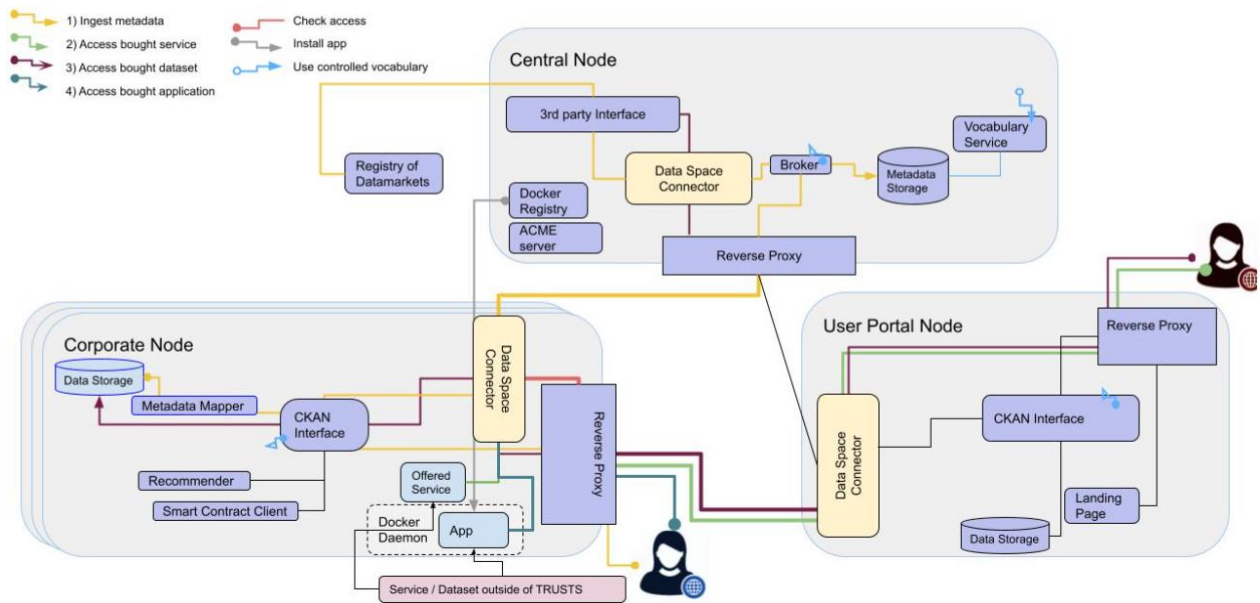 1) Ingest metadata
2) Access bought service
3) Access bought dataset
4) Access bought application
Check access
Install app
Use controlled vocabulary
Central Node
3rd party Interface
Registry of
Datamarkets
Data Space
Connector
Broker
Metadata
Storage
Vocabulary
Service
Docker
Registry
ACME
server
Reverse Proxy
Corporate Node
Data Storage
Metadata Mapper
CKAN
Interface
Recommender
Smart Contract Client
Data Space
Connector
Reverse Proxy
Offered
Service
Docker
Daemon
App
Service / Dataset outside of TRUSTS
User Portal Node
Reverse Proxy
CKAN Interface
Data Space
Connector
Landing
Page
Data Storage